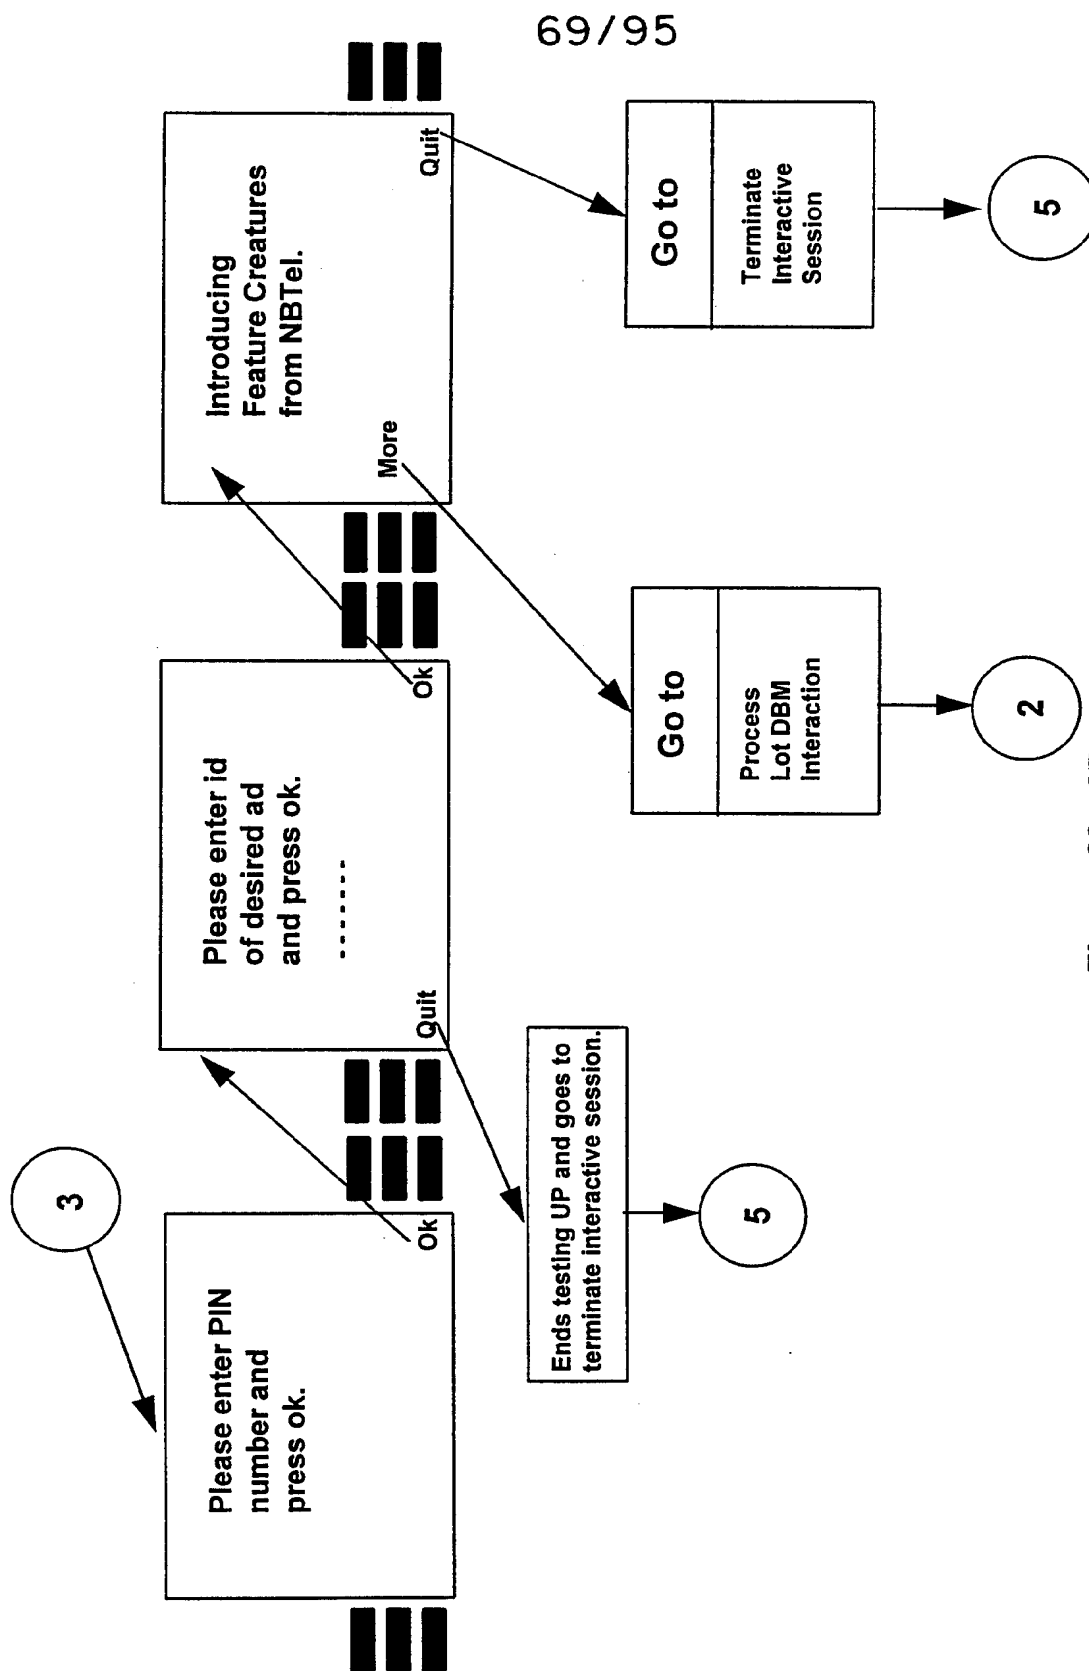 69/95
3
Please enter PIN
number and
press ok.
Ok
Please enter id
of desired ad
and press ok.
-------
Quit
Ok
Introducing
Feature Creatures
from NBTel.
More
Quit
Ends testing UP and goes to
terminate interactive session.
5
Go to
Process
Lot DBM
Interaction
2
Go to
Terminate
Interactive
Session
5